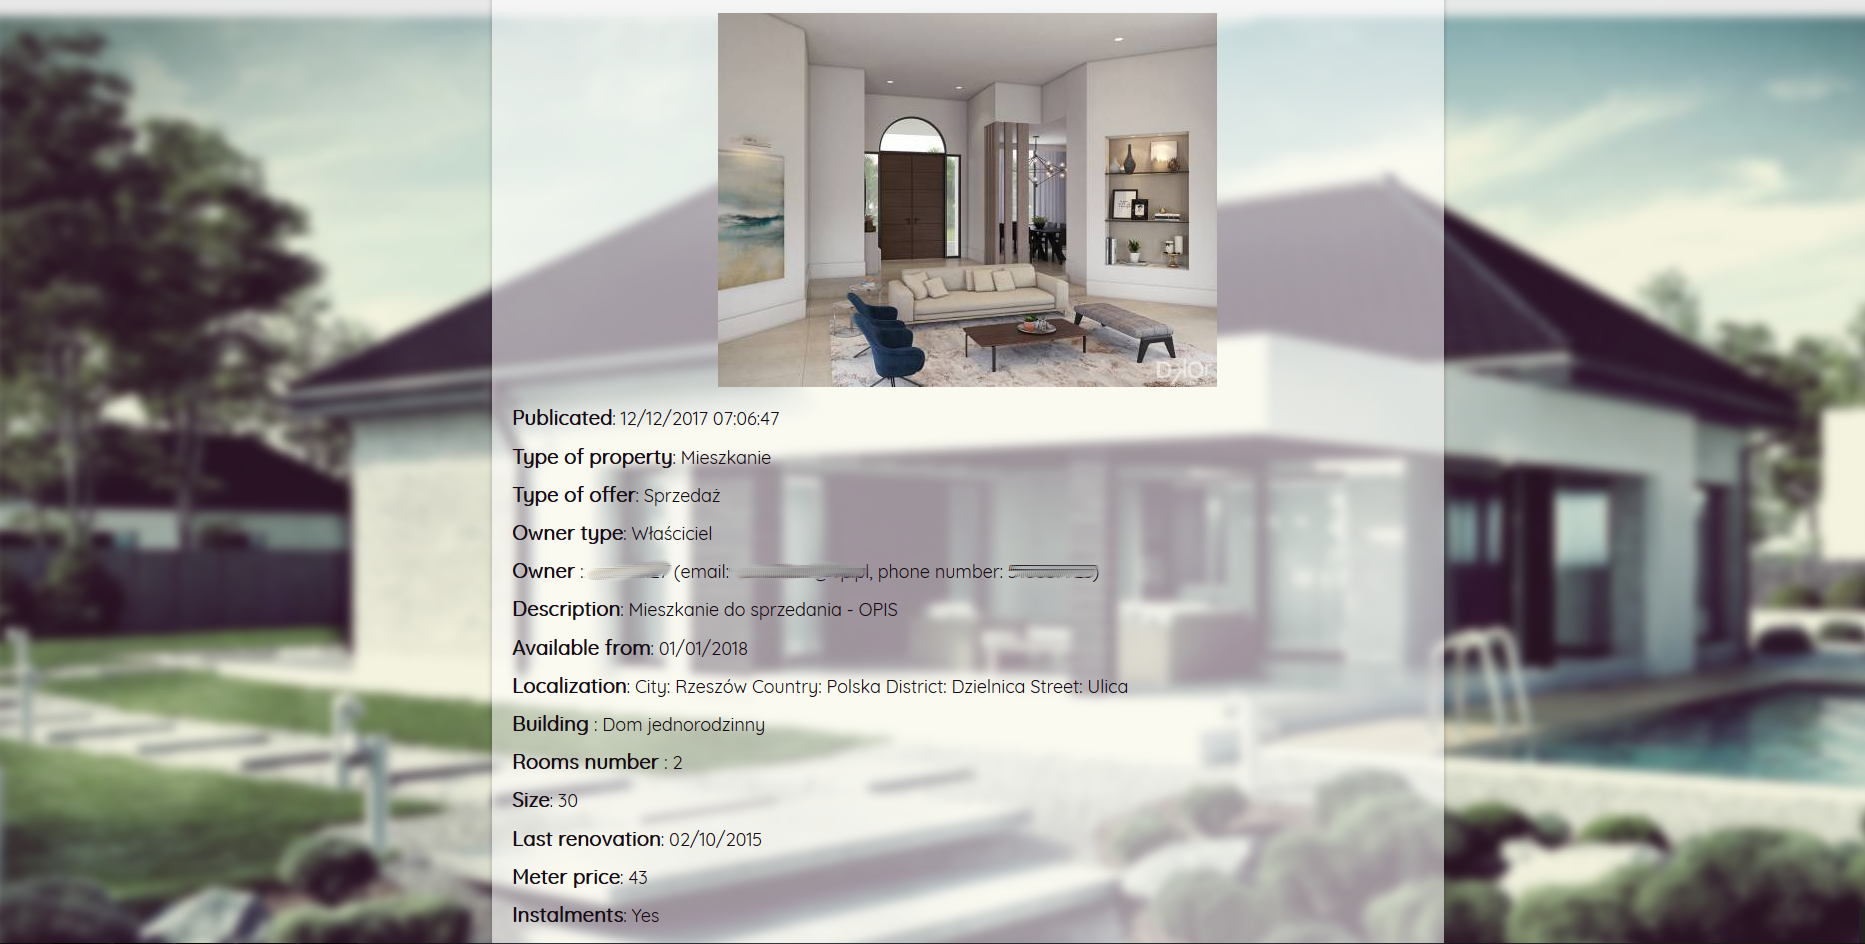 DKOr
Publicated: 12/12/2017 07:06:47
Type of property: Mieszkanie
Type of offer: Sprzedaż
Owner type: Właściciel
Owner : (email: phone number: )
Description: Mieszkanie do sprzedania - OPIS
Available from: 01/01/2018
Localization: City: Rzeszów Country: Polska District: Dzielnica Street: Ulica
Building : Dom jednorodzinny
Rooms number : 2
Size: 30
Last renovation: 02/10/2015
Meter price: 43
Instalments: Yes